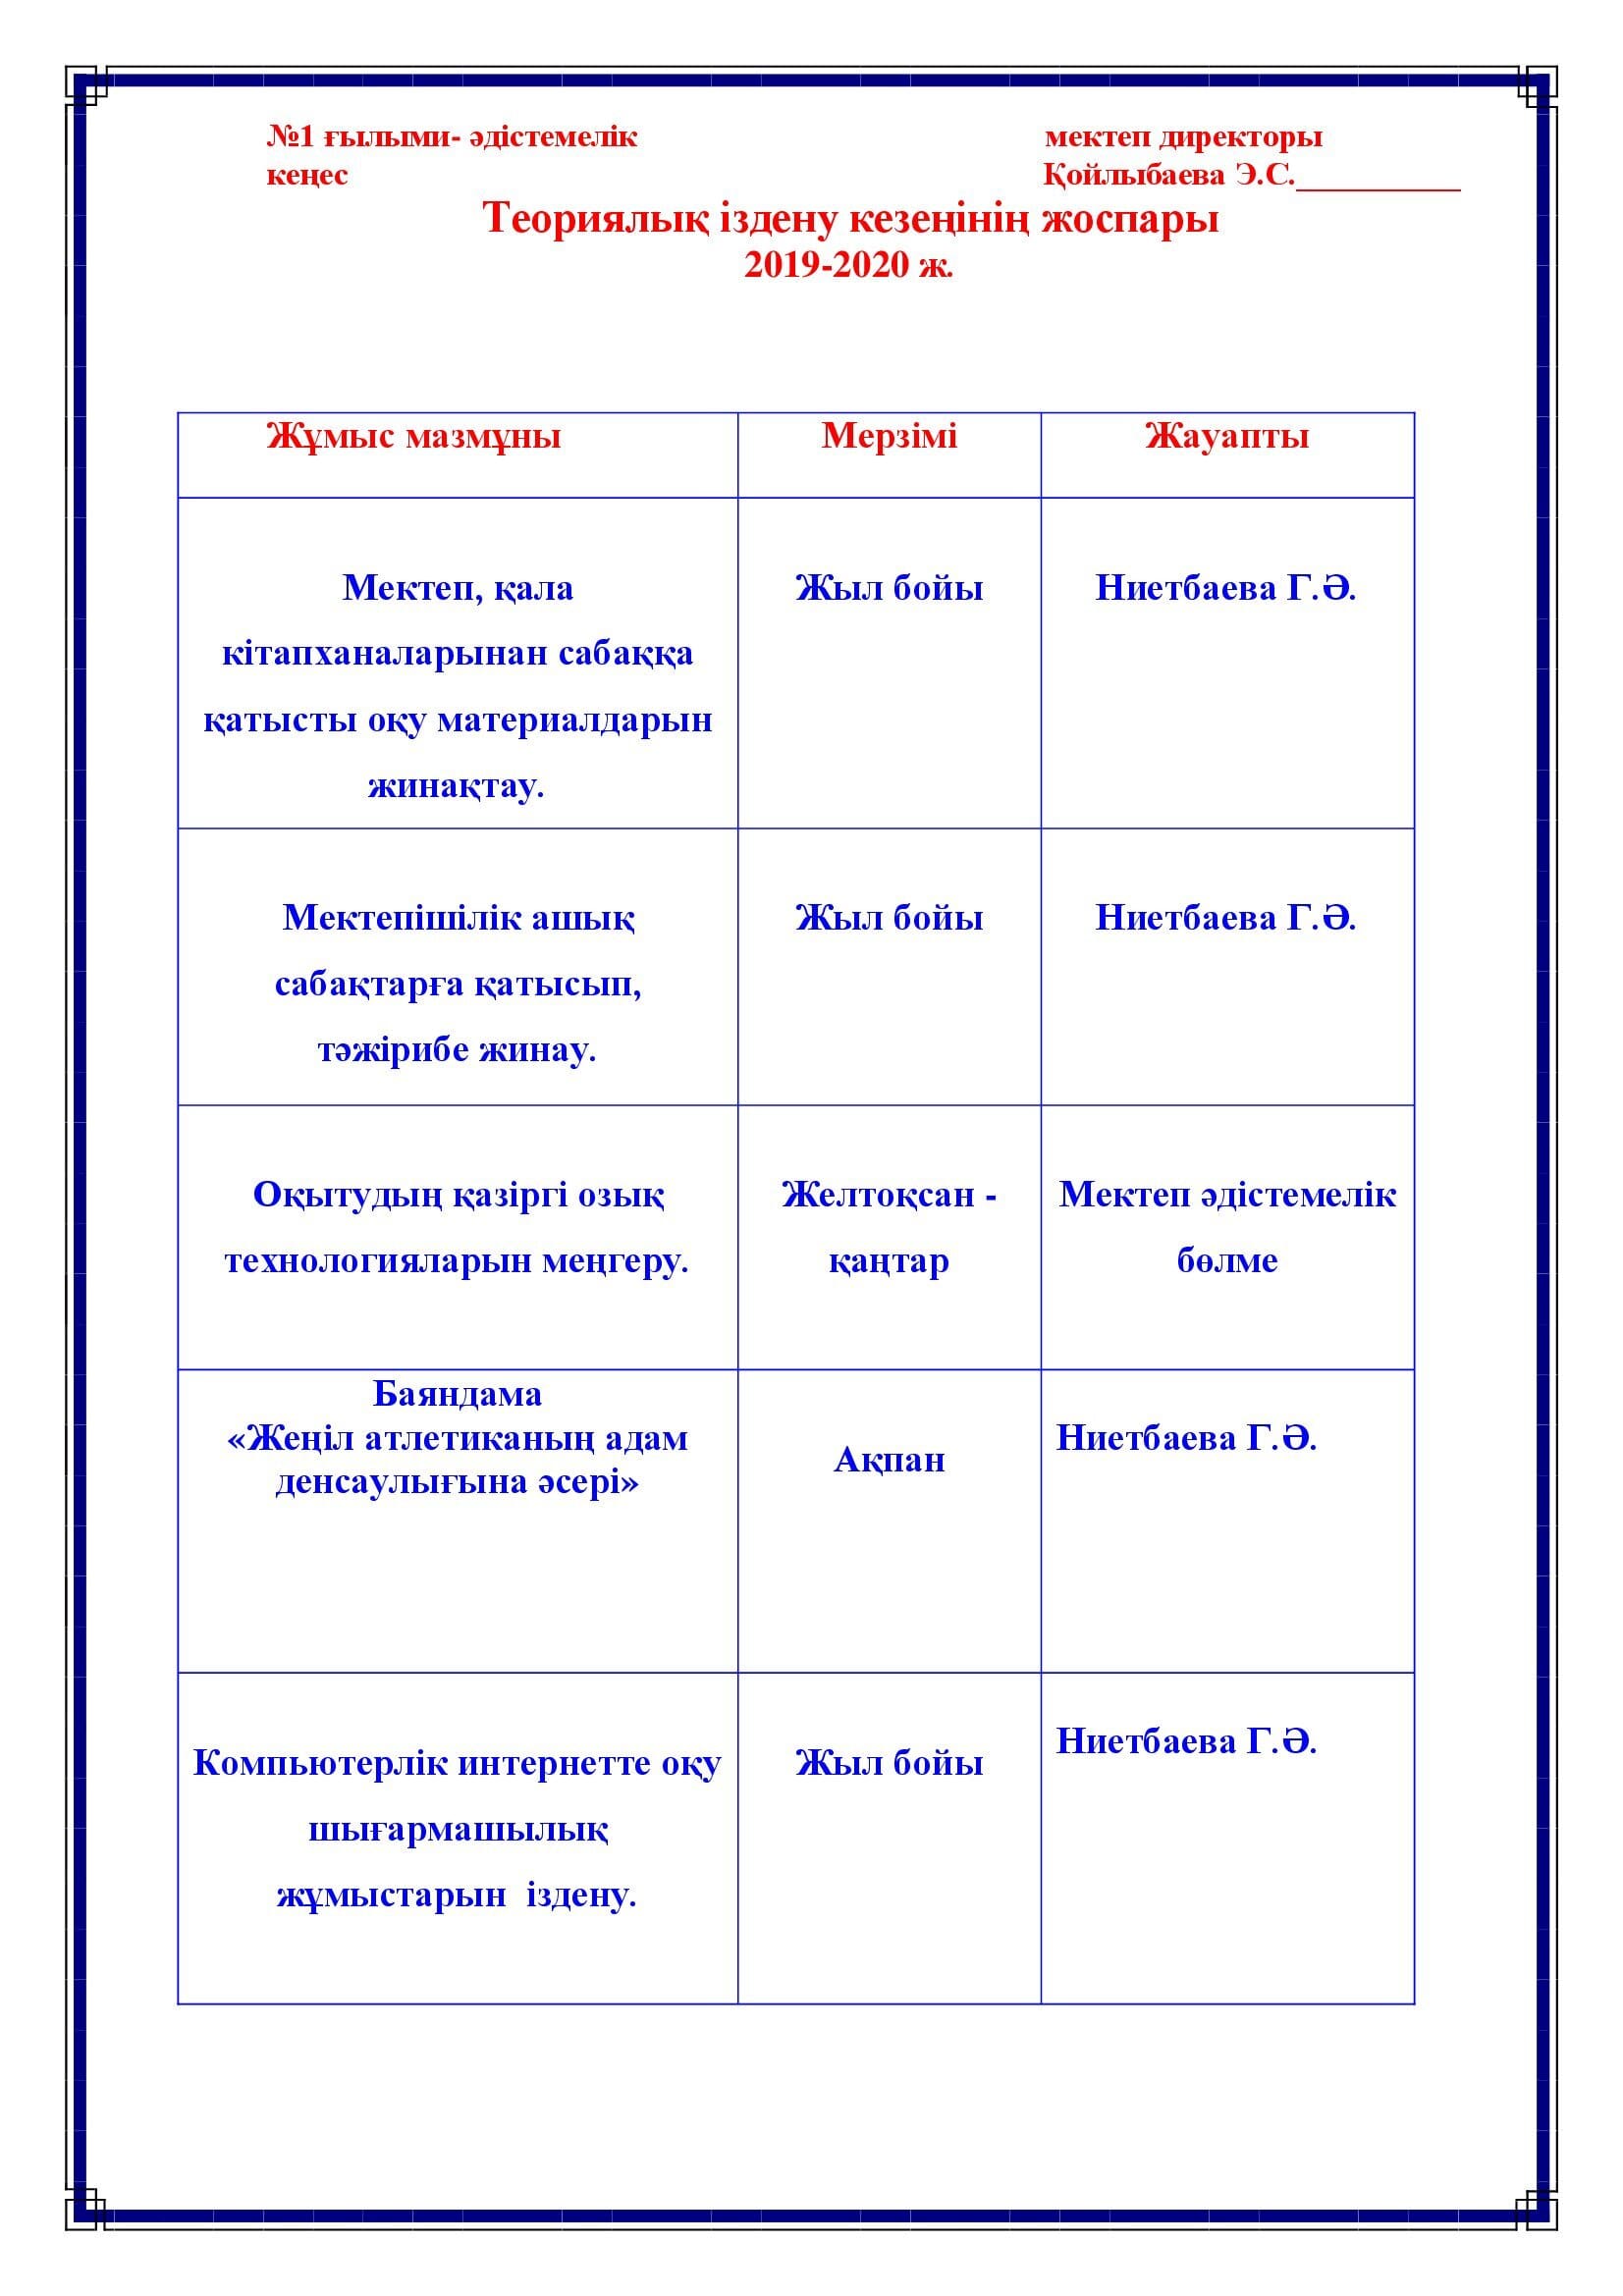 №1 ғылыми- әдістемелік
кеңес
мектеп директоры
Қойлыбаева Э.С.__________
Теориялық іздену кезеңінің жоспары
2019-2020 ж.
Жұмыс мазмұны
Мерзімі
Жауапты
Мектеп, қала
кітапханаларынан сабаққа
қатысты оқу материалдарын
жинақтау.
Жыл бойы
Ниетбаева Г.Ә.
Мектепішілік ашық
сабақтарға қатысып,
тәжірибе жинау.
Жыл бойы
Ниетбаева Г.Ә.
Оқытудың қазіргі озық
технологияларын меңгеру.
Желтоқсан -
қаңтар
Мектеп әдістемелік
бөлме
Баяндама
«Жеңіл атлетиканың адам
денсаулығына әсері»
Ақпан
Ниетбаева Г.Ә.
Компьютерлік интернетте оқу
шығармашылық
жұмыстарын  іздену.
Жыл бойы
Ниетбаева Г.Ә.